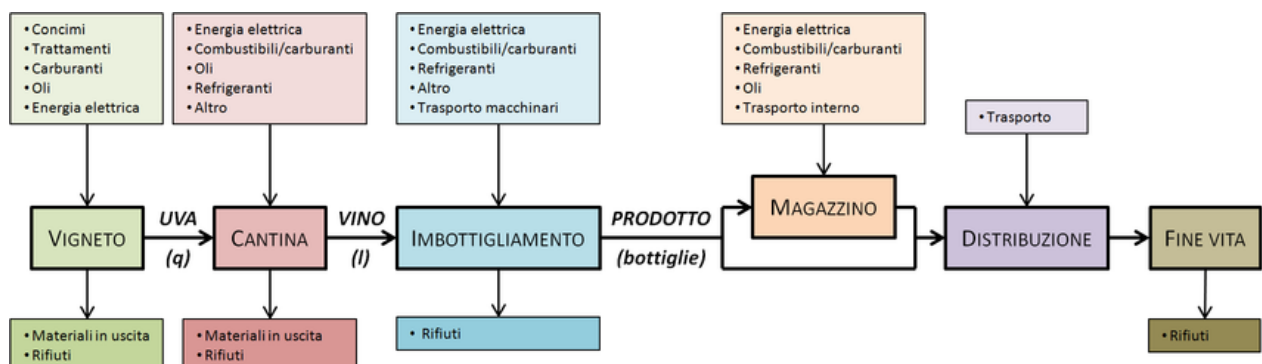 • Concimi
• Trattamenti
• Carburanti
• Oli
• Energia elettrica
• Energia elettrica
• Combustibili/carburanti
• Oli
• Refrigeranti
• Altro
• Energia elettrica
• Combustibili/carburanti
• Refrigeranti
• Altro
• Trasporto macchinari
• Energia elettrica
• Combustibili/carburanti
• Refrigeranti
• Oli
• Trasporto interno
• Trasporto
VIGNETO
UVA
(q)
CANTINA
VINO
(l)
IMBOTTIGLIAMENTO
PRODOTTO
(bottiglie)
MAGAZZINO
DISTRIBUZIONE
FINE VITA
• Materiali in uscita
• Rifiuti
• Materiali in uscita
• Rifiuti
• Rifiuti
• Rifiuti